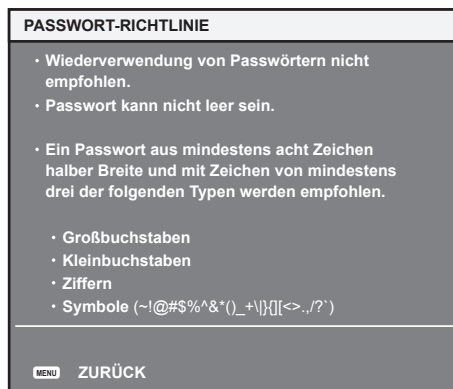 PASSWORT-RICHTLINIE
· Wiederverwendung von Passwörtern nicht
empfohlen.
· Passwort kann nicht leer sein.
· Ein Passwort aus mindestens acht Zeichen
halber Breite und mit Zeichen von mindestens
drei der folgenden Typen werden empfohlen.
· Großbuchstaben
· Kleinbuchstaben
· Ziffern
· Symbole (~!@#$%^&*()_+\|}{][<>.,/?`)
MENU ZURÜCK